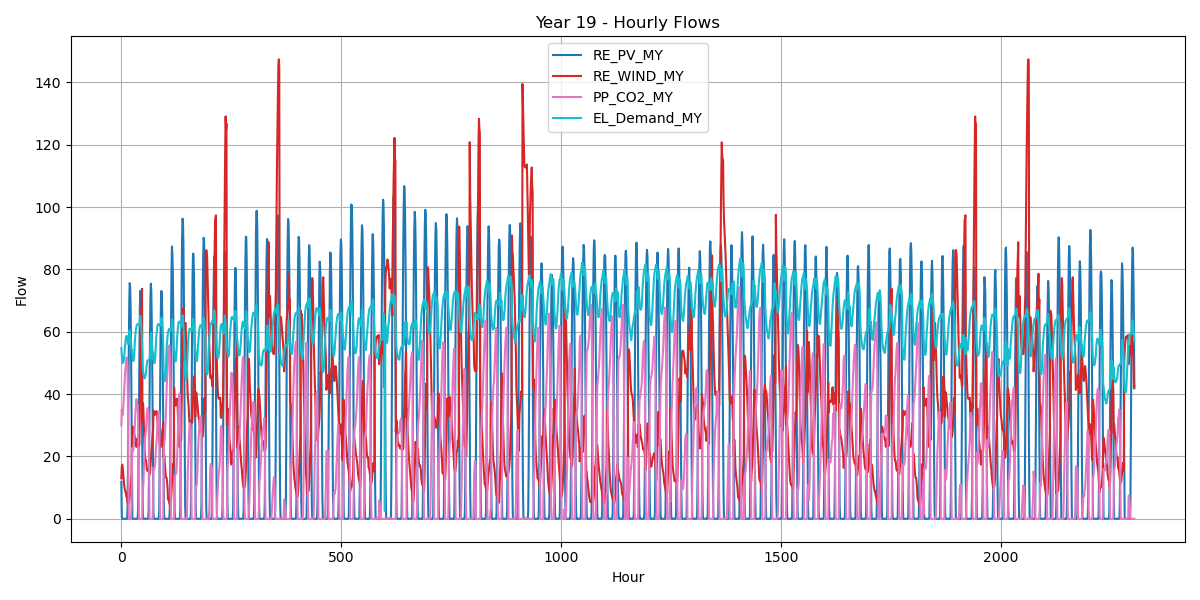 Year 19 - Hourly Flows
RE_PV_MY
RE_WIND_MY
PP_CO2_MY
EL_Demand_MY
Flow
140
120
100
80
60
40
20
0
0 500 1000 1500 2000
Hour